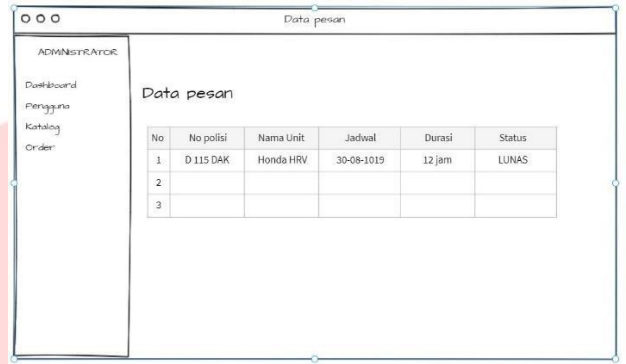 Data pesan
ADMINISTRATOR
Dashboard
Pengguna
Katalog
Order
Data pesan
No No polisi Nama Unit Jadwal Durasi Status
1 D 115 DAK Honda HRV 30-08-1019 12 jam LUNAS
2
3